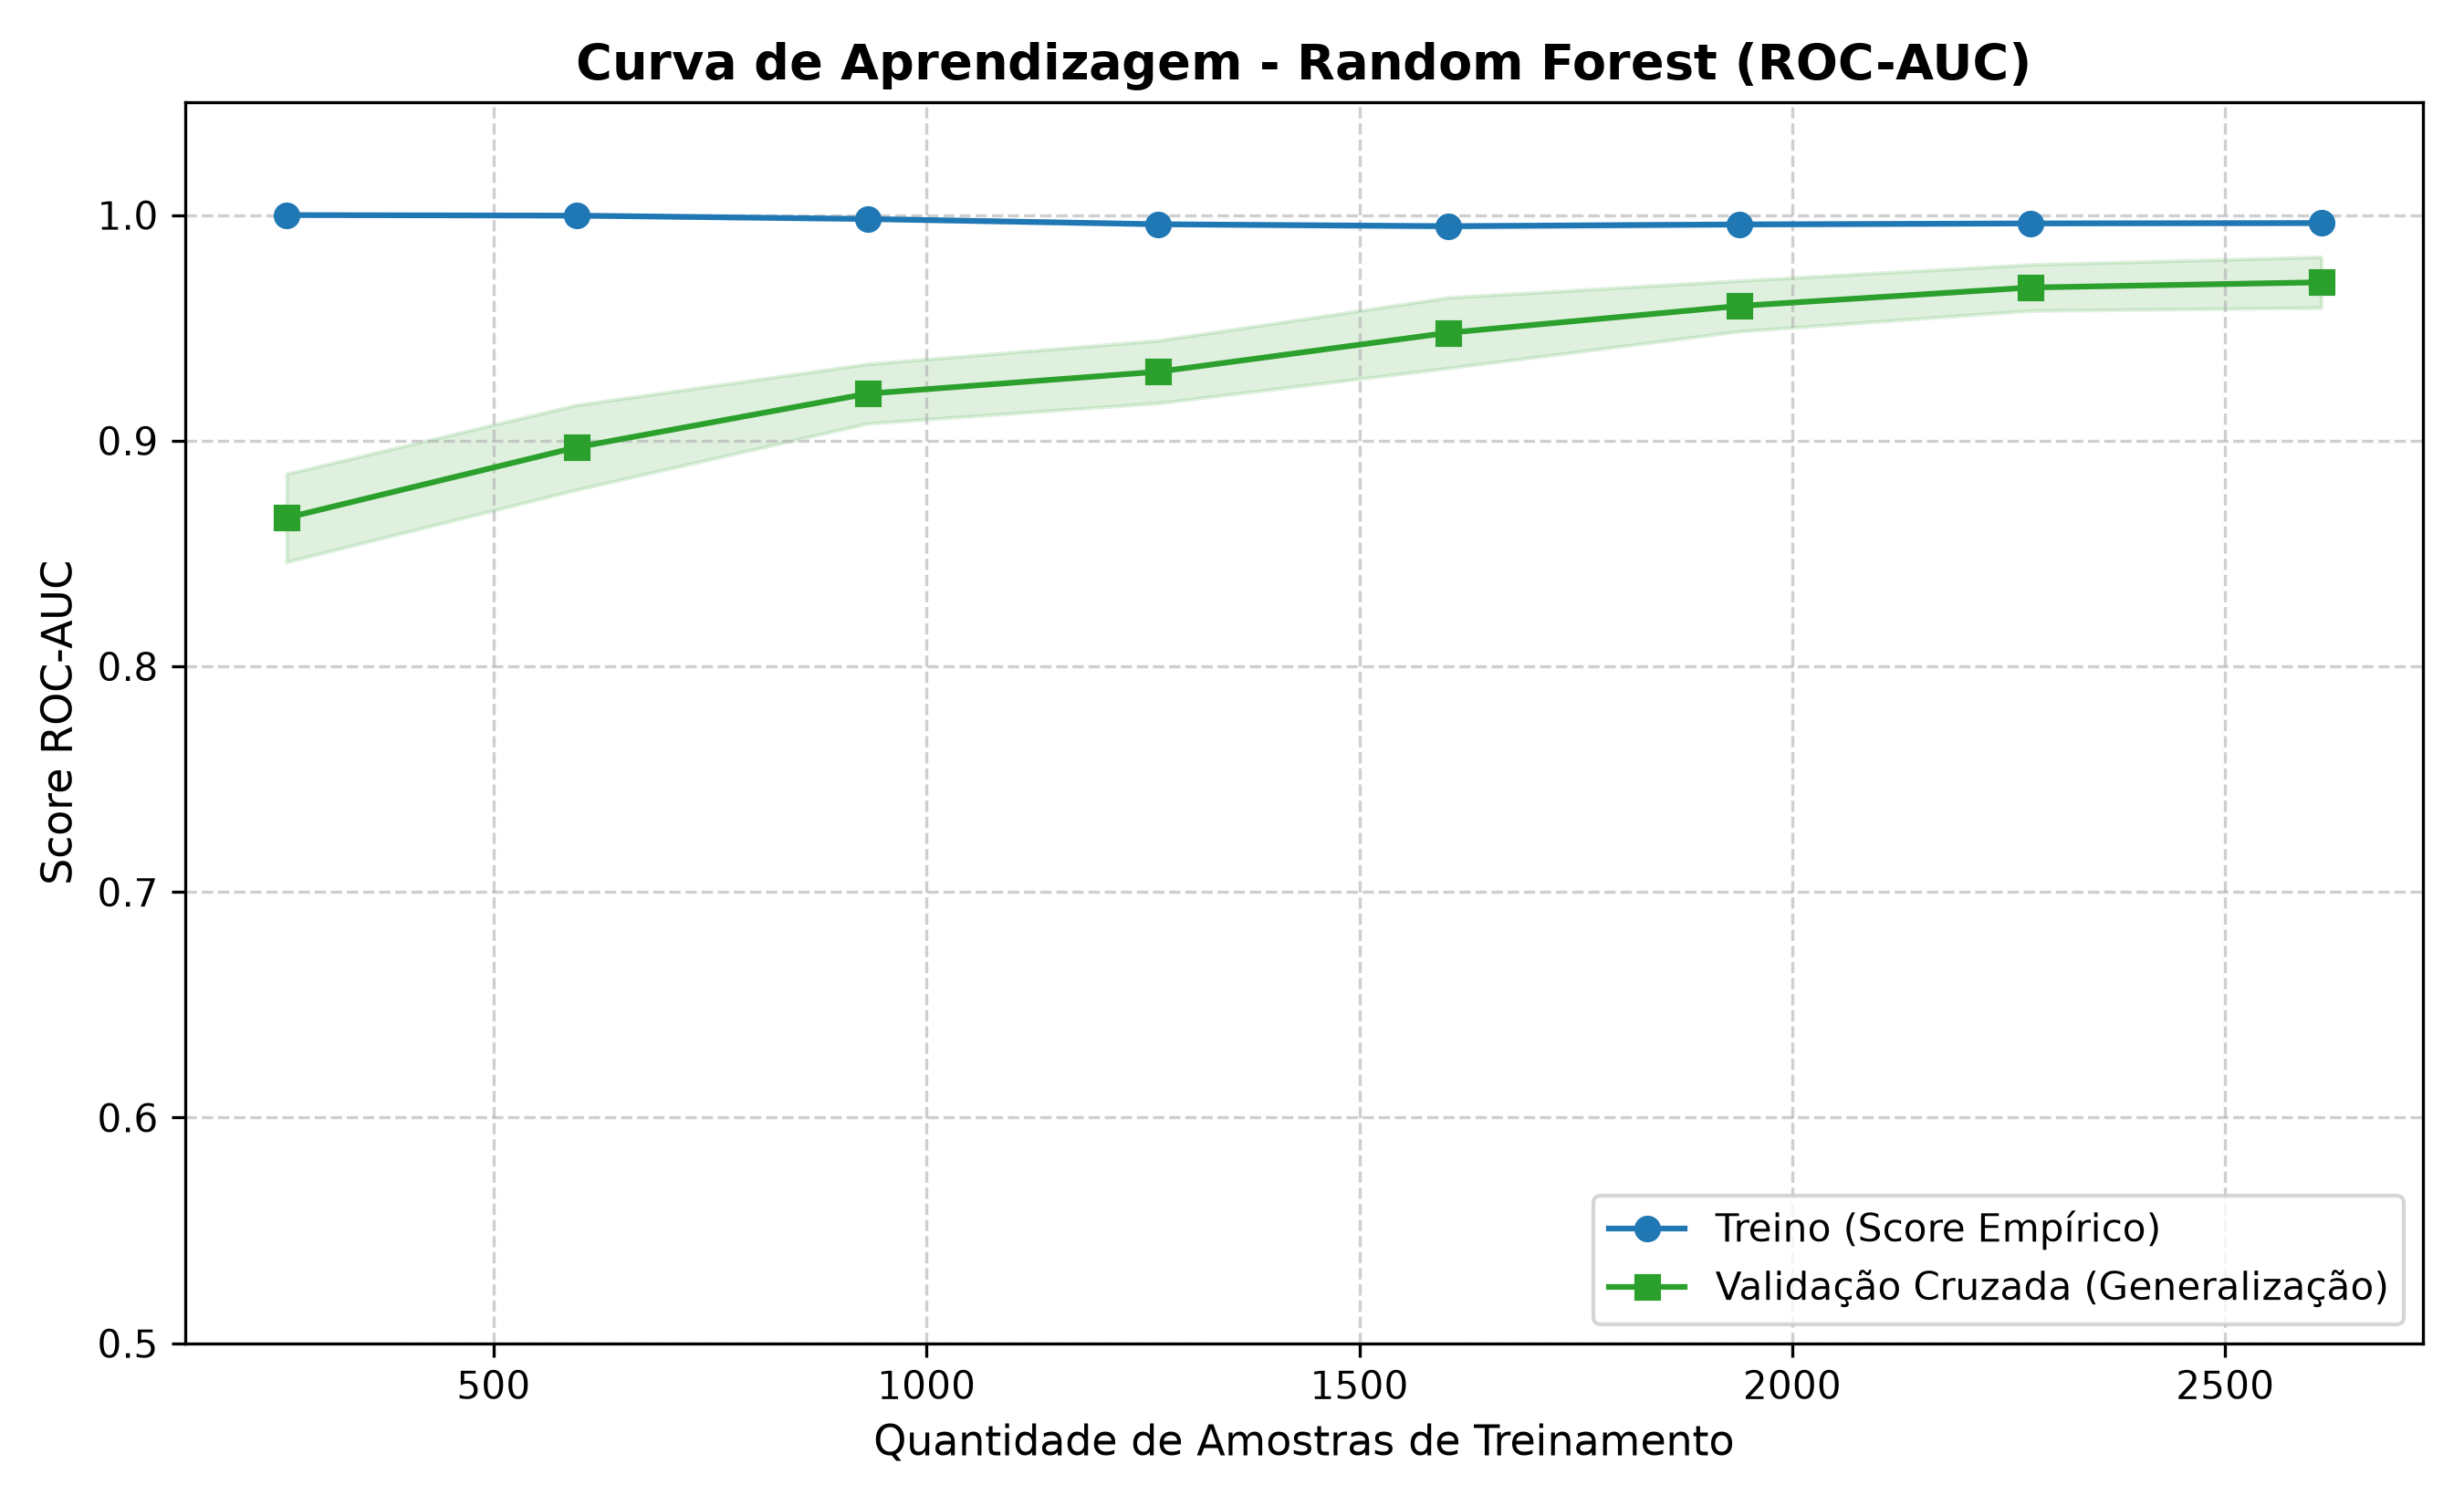 Curva de Aprendizagem - Random Forest (ROC-AUC)
Score ROC-AUC
1.0
0.9
0.8
0.7
0.6
0.5
Treino (Score Empírico)
Validação Cruzada (Generalização)
500 1000 1500 2000 2500
Quantidade de Amostras de Treinamento